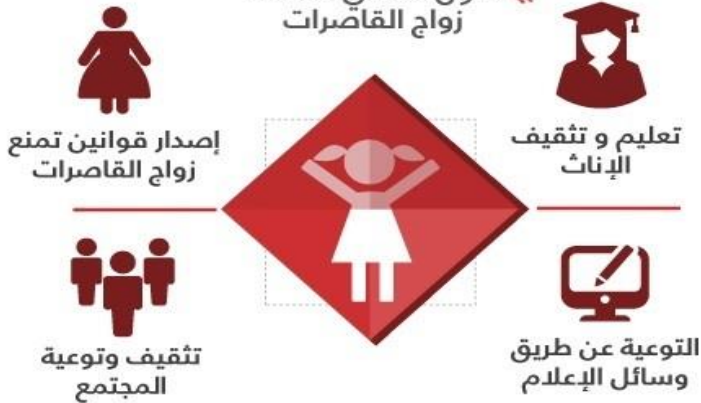 زواج القاصرات
تعليم و تثقيف
الإناث
إصدار قوانين تمنع
زواج القاصرات
التوعية عن طريق
وسائل الإعلام
تثقيف وتوعية
المجتمع